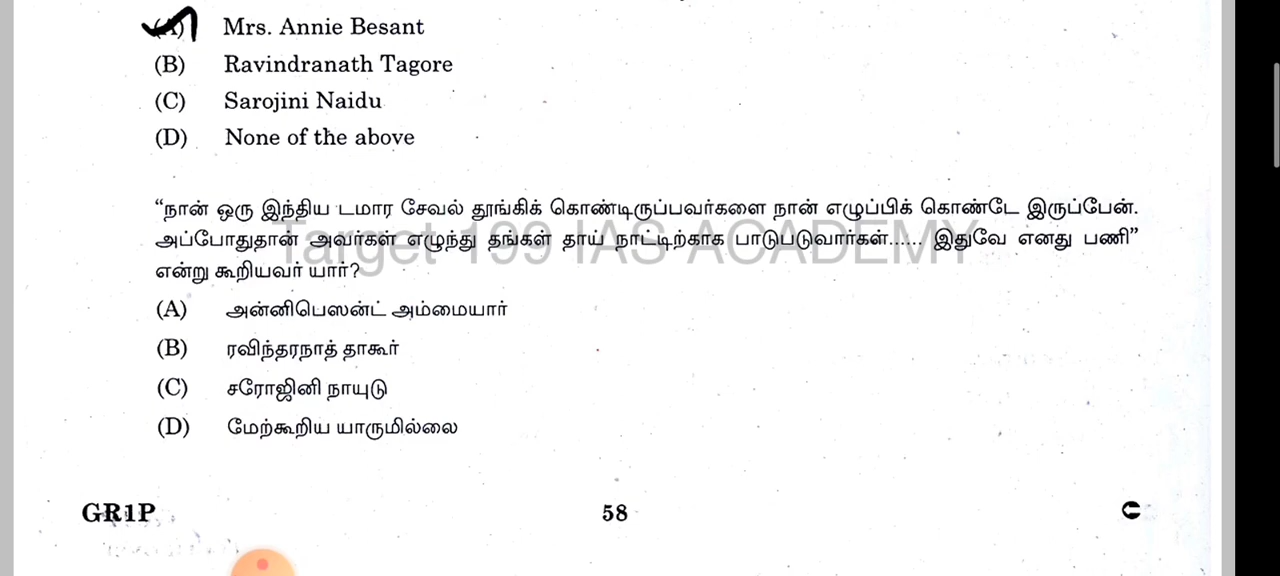 (A) Mrs. Annie Besant
(B) Ravindranath Tagore
(C) Sarojini Naidu
(D) None of the above
“நான் ஒரு இந்திய டமார சேவல் தூங்கிக் கொண்டிருப்பவர்களை நான் எழுப்பிக் கொண்டே இருப்பேன்.
Target 199 IAS ACADEMY
அப்போதுதான் அவர்கள் எழுந்து தங்கள் தாய் நாட்டிற்காக பாடுபடுவார்கள்...... இதுவே எனது பணி”
என்று கூறியவர் யார்?
(A) அன்னிபெஸன்ட் அம்மையார்
(B) ரவிந்தரநாத் தாகூர்
(C) சரோஜினி நாயுடு
(D) மேற்கூறிய யாருமில்லை
GR1P 58